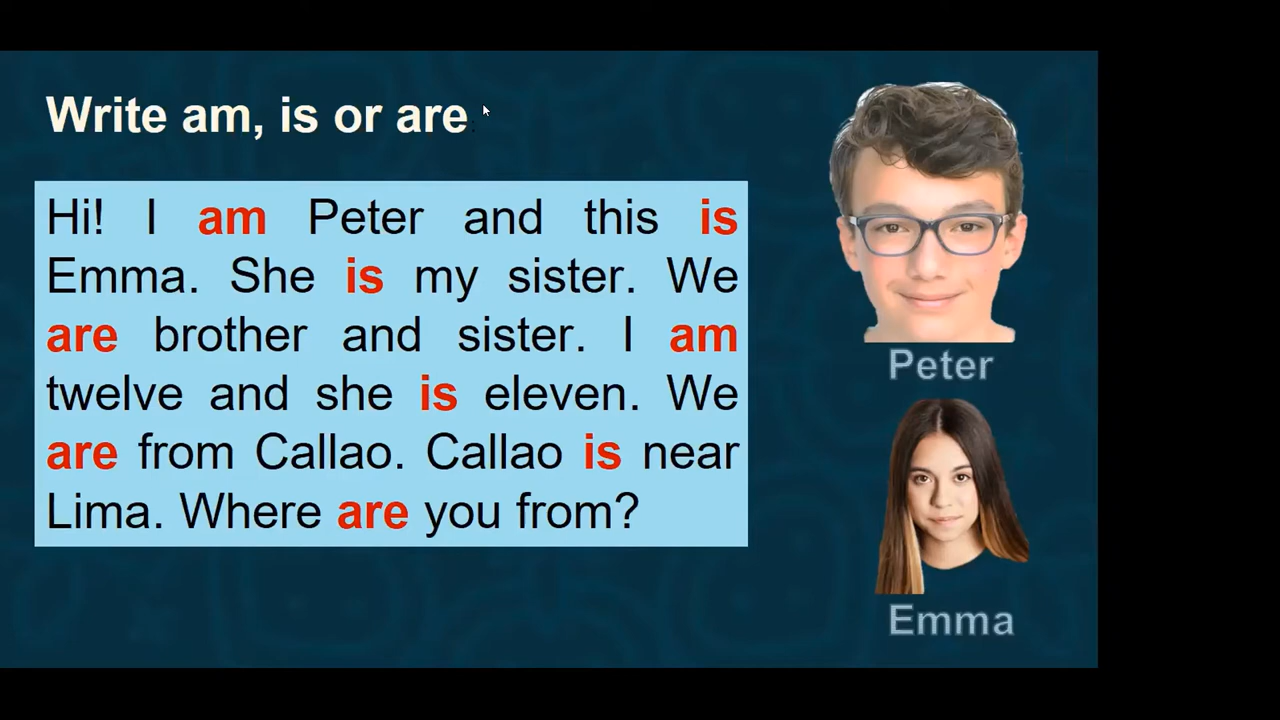 Write am, is or are
Hi! I am Peter and this is
Emma. She is my sister. We
are brother and sister. I am
twelve and she is eleven. We
are from Callao. Callao is near
Lima. Where are you from?
Peter
Emma